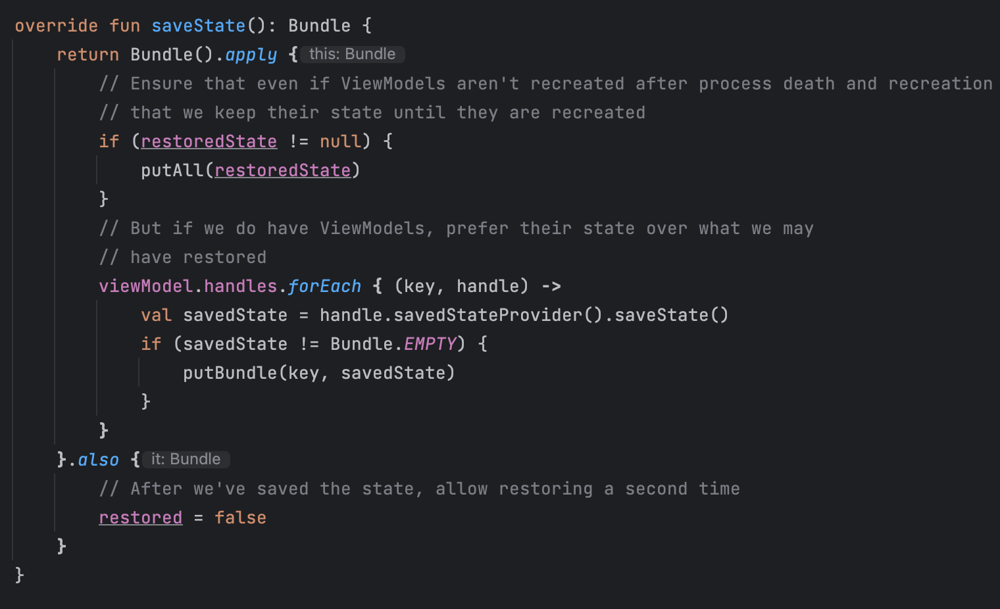 override fun saveState(): Bundle {
    return Bundle().apply { this: Bundle
        // Ensure that even if ViewModels aren't recreated after process death and recreation
        // that we keep their state until they are recreated
        if (restoredState != null) {
            putAll(restoredState)
        }
        // But if we do have ViewModels, prefer their state over what we may
        // have restored
        viewModel.handles.forEach { (key, handle) ->
            val savedState = handle.savedStateProvider().saveState()
            if (savedState != Bundle.EMPTY) {
                putBundle(key, savedState)
            }
        }
    }.also { it: Bundle
        // After we've saved the state, allow restoring a second time
        restored = false
    }
}